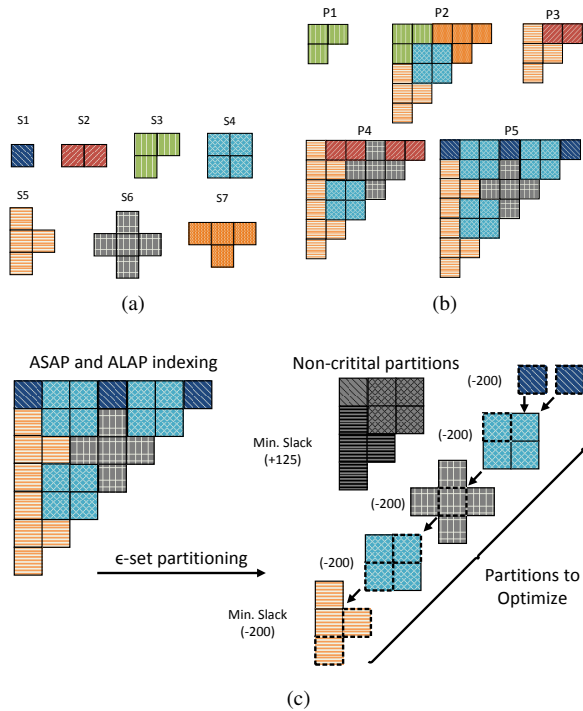 P1 P2 P3
S1 S2 S3 S4
P4 P5
S5 S6 S7
(a) (b)
ASAP and ALAP indexing
Non-critital partitions
(-200)
Min. Slack
(+125)
(-200)
(-200)
(-200)
ϵ-set partitioning
Partitions to
Optimize
Min. Slack
(-200)
(c)